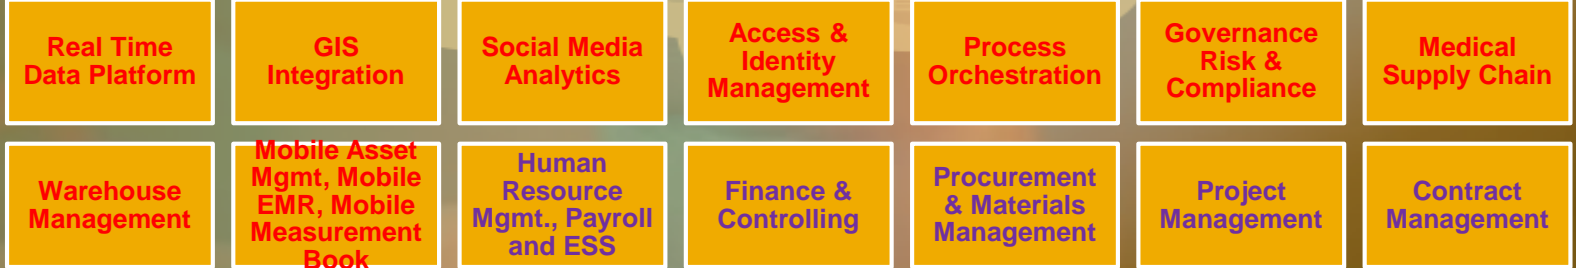 Real Time
Data Platform
GIS
Integration
Social Media
Analytics
Access &
Identity
Management
Process
Orchestration
Governance
Risk &
Compliance
Medical
Supply Chain
Warehouse
Management
Mobile Asset
Mgmt, Mobile
EMR, Mobile
Measurement
Book
Human
Resource
Mgmt., Payroll
and ESS
Finance &
Controlling
Procurement
& Materials
Management
Project
Management
Contract
Management